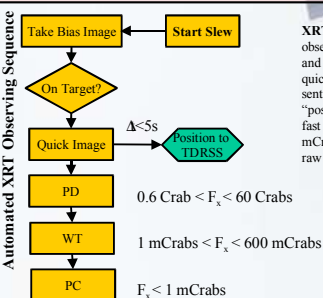 Automated XRT Observing Sequence
Take Bias Image
Start Slew
On Target?
Quick Image
Δ<5s
Position to
TDRSS
PD
0.6 Crab < Fx < 60 Crabs
WT
1 mCrabs < Fx < 600 mCrabs
PC
Fx < 1 mCrabs
XRT
obser
and
quick
sent
"pos
fast
mCr
raw